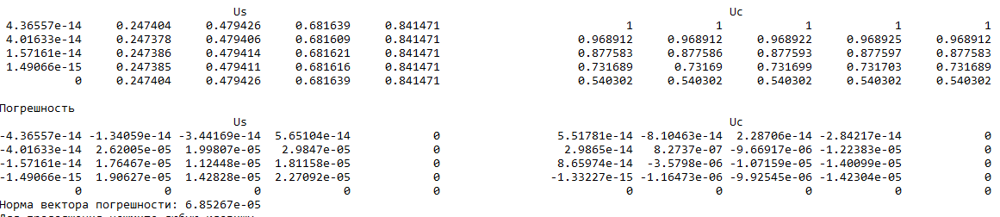 Us Uc
4.36557e-14 0.247404 0.479426 0.681639 0.841471 1 1 1 1 1
4.01633e-14 0.247378 0.479406 0.681609 0.841471 0.968912 0.968912 0.968922 0.968925 0.968912
1.57161e-14 0.247386 0.479414 0.681621 0.841471 0.877583 0.877586 0.877593 0.877597 0.877583
1.49066e-15 0.247385 0.479411 0.681616 0.841471 0.731689 0.73169 0.731699 0.731703 0.731689
0 0.247404 0.479426 0.681639 0.841471 0.540302 0.540302 0.540302 0.540302 0.540302
Погрешность
Us Uc
-4.36557e-14 -1.34059e-14 -3.44169e-14 5.65104e-14 0 5.51781e-14 -8.10463e-14 2.28706e-14 -2.84217e-14 0
-4.01633e-14 2.62005e-05 1.99807e-05 2.9847e-05 0 2.9865e-14 8.2737e-07 -9.66917e-06 -1.22383e-05 0
-1.57161e-14 1.76467e-05 1.12448e-05 1.81158e-05 0 8.65974e-14 -3.5798e-06 -1.07159e-05 -1.40099e-05 0
-1.49066e-15 1.90627e-05 1.42828e-05 2.27092e-05 0 -1.33227e-15 -1.16473e-06 -9.92545e-06 -1.42304e-05 0
0 0 0 0 0 0 0 0 0 0
Норма вектора погрешности: 6.85267e-05